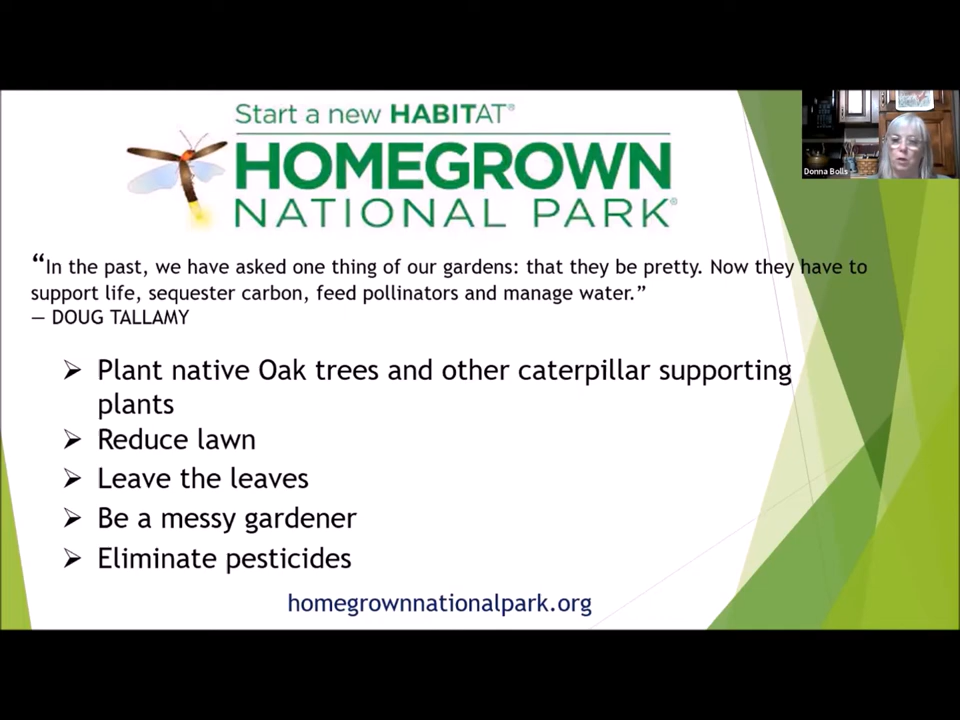 Start a new HABITAT®
HOMEGROWN
NATIONAL PARK®
Donna Bolls
“In the past, we have asked one thing of our gardens: that they be pretty. Now they have to
support life, sequester carbon, feed pollinators and manage water.”
— DOUG TALLAMY
➢ Plant native Oak trees and other caterpillar supporting
plants
➢ Reduce lawn
➢ Leave the leaves
➢ Be a messy gardener
➢ Eliminate pesticides
homegrownnationalpark.org